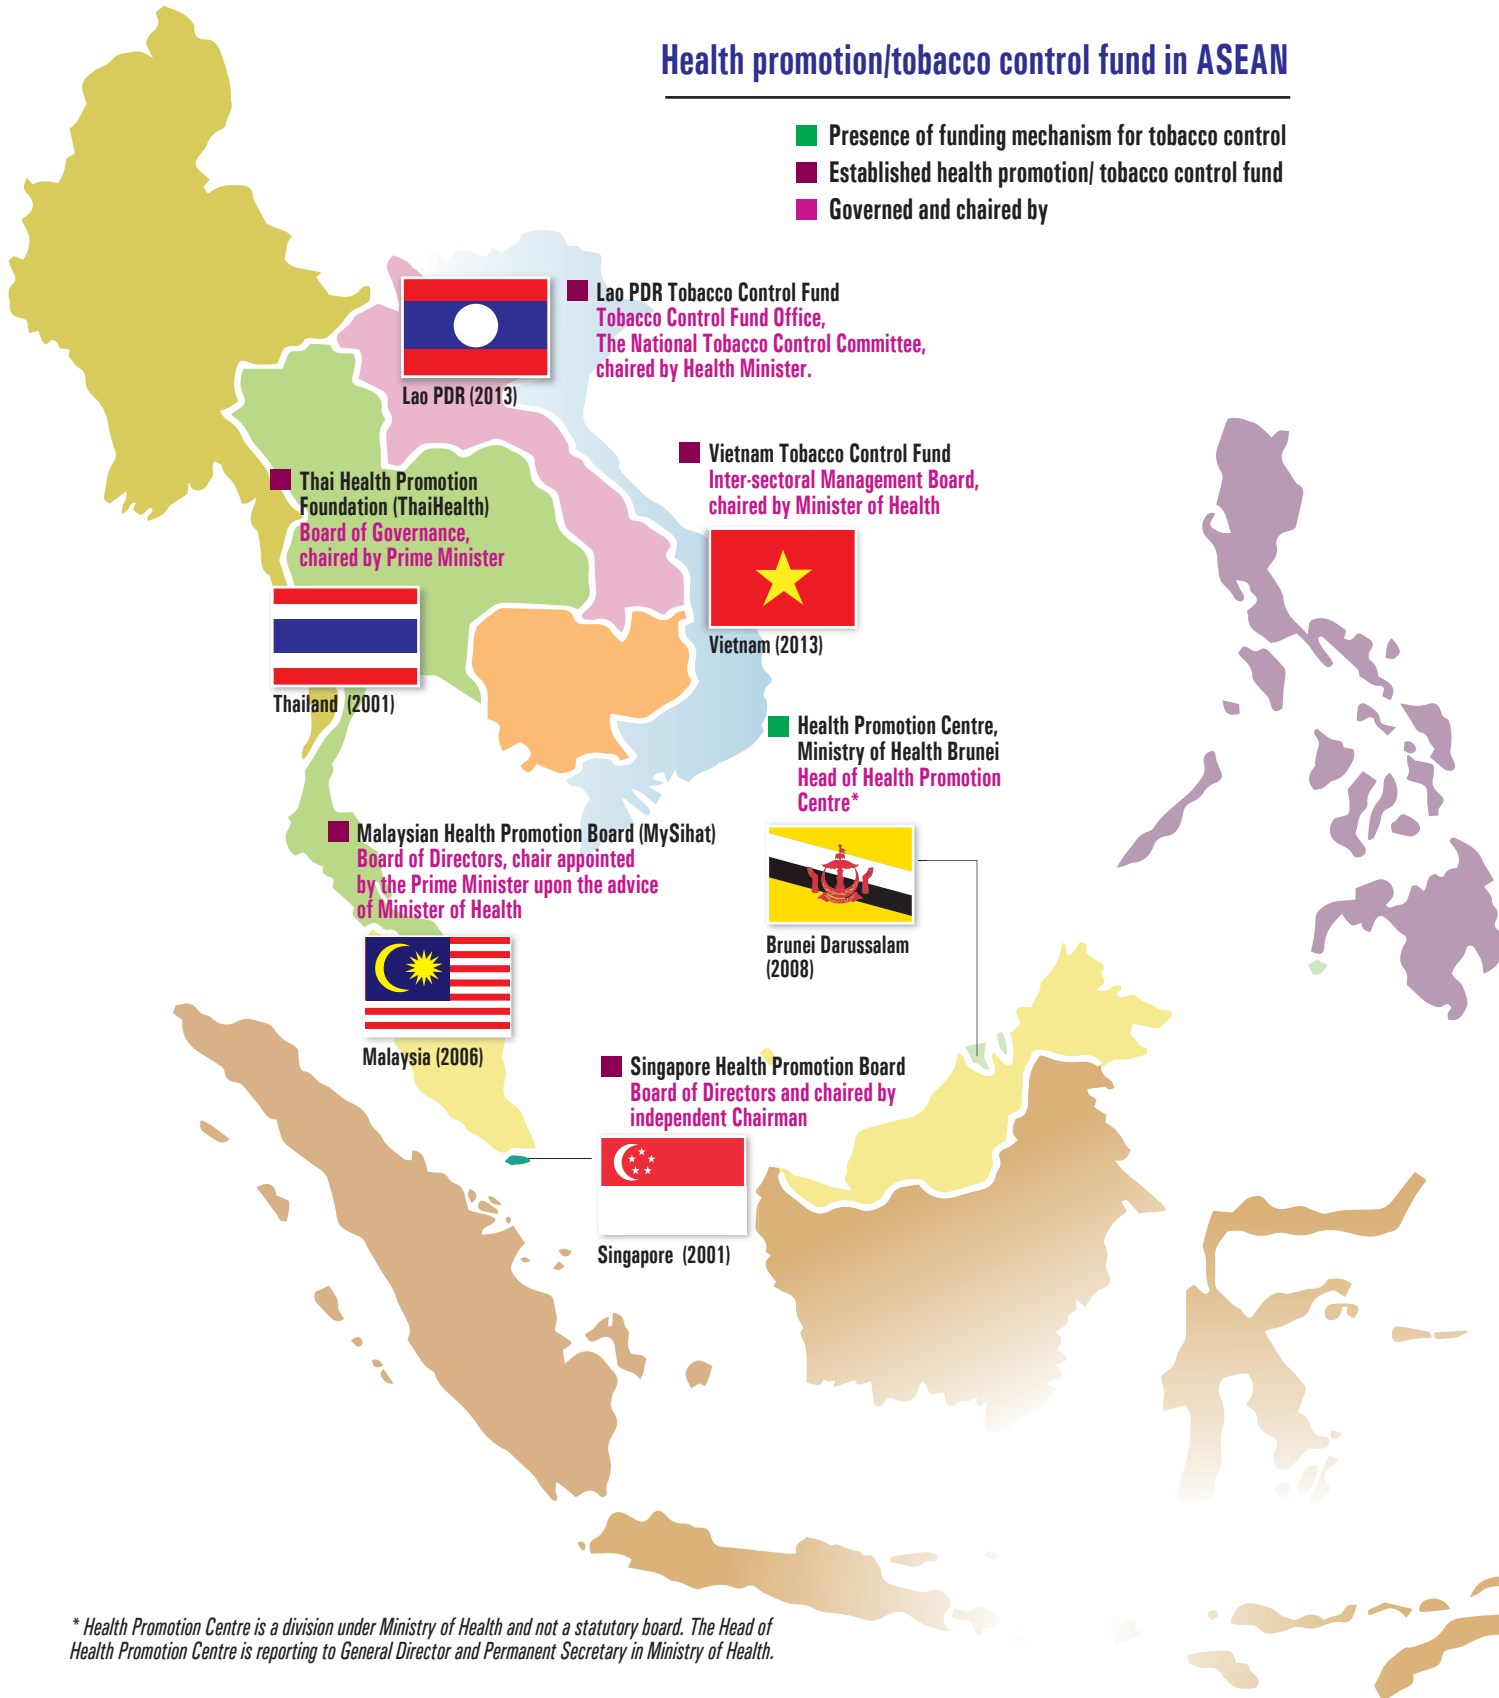 Health promotion/tobacco control fund in ASEAN
Presence of funding mechanism for tobacco control
Established health promotion/ tobacco control fund
Governed and chaired by
Lao PDR Tobacco Control Fund
Tobacco Control Fund Office,
The National Tobacco Control Committee,
chaired by Health Minister.
Lao PDR (2013)
Vietnam Tobacco Control Fund
Inter-sectoral Management Board,
chaired by Minister of Health
Vietnam (2013)
Thai Health Promotion
Foundation (ThaiHealth)
Board of Governance,
chaired by Prime Minister
Thailand (2001)
Health Promotion Centre,
Ministry of Health Brunei
Head of Health Promotion
Centre*
Brunei Darussalam
(2008)
Malaysian Health Promotion Board (MySihat)
Board of Directors, chair appointed
by the Prime Minister upon the advice
of Minister of Health
Malaysia (2006)
Singapore Health Promotion Board
Board of Directors and chaired by
independent Chairman
Singapore (2001)
* Health Promotion Centre is a division under Ministry of Health and not a statutory board. The Head of
Health Promotion Centre is reporting to General Director and Permanent Secretary in Ministry of Health.